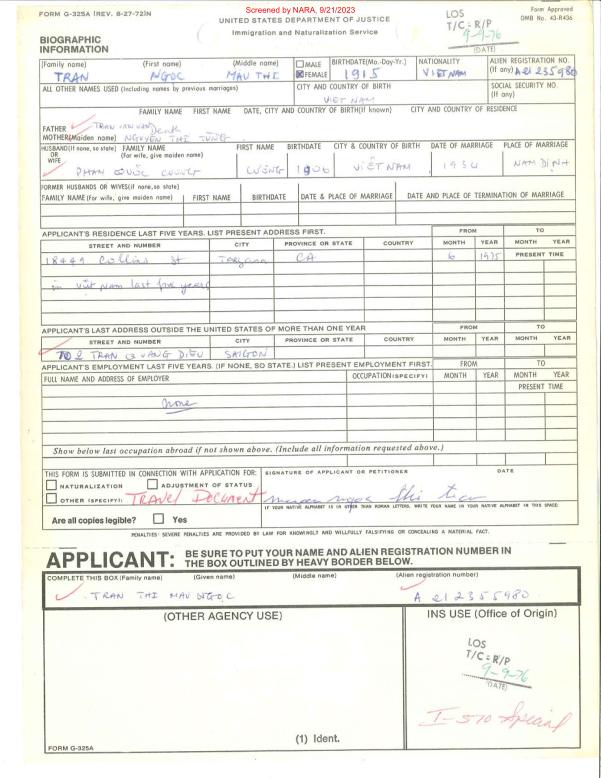 Screened by NARA, 9/21/2023
FORM G-325A (REV. 8-27-72)N
Form Approved
OMB No. 43-R436
UNITED STATES DEPARTMENT OF JUSTICE
Immigration and Naturalization Service
LOS
T/C = R/P
9-9-76
(DATE)
BIOGRAPHIC
INFORMATION
(Family name) (First name) (Middle name) MALE FEMALE BIRTHDATE(Mo.-Day-Yr.) NATIONALITY ALIEN REGISTRATION NO. (If any)
TRAN NGOC MAU THI 1915 VIETNAM
ALL OTHER NAMES USED (Including names by previous marriages) CITY AND COUNTRY OF BIRTH SOCIAL SECURITY NO. (If any)
VIET NAM
FAMILY NAME FIRST NAME DATE, CITY AND COUNTRY OF BIRTH(If known) CITY AND COUNTRY OF RESIDENCE
FATHER TRAN
MOTHER(Maiden name) NGUYEN THI TUNG
HUSBAND(If none, so state) OR WIFE FAMILY NAME (For wife, give maiden name) FIRST NAME BIRTHDATE CITY & COUNTRY OF BIRTH DATE OF MARRIAGE PLACE OF MARRIAGE
PHAN QUỐC CUONG 1906 VIỆTNAM NAM DINH
FORMER HUSBANDS OR WIVES(if none,so state)
FAMILY NAME (For wife, give maiden name) FIRST NAME BIRTHDATE DATE & PLACE OF MARRIAGE DATE AND PLACE OF TERMINATION OF MARRIAGE
APPLICANT'S RESIDENCE LAST FIVE YEARS. LIST PRESENT ADDRESS FIRST. FROM TO
STREET AND NUMBER CITY PROVINCE OR STATE COUNTRY MONTH YEAR MONTH YEAR
18449 Collins St Tarzana CA 6 1975 PRESENT TIME
in Việt Nam last five years
APPLICANT'S LAST ADDRESS OUTSIDE THE UNITED STATES OF MORE THAN ONE YEAR FROM TO
STREET AND NUMBER CITY PROVINCE OR STATE COUNTRY MONTH YEAR MONTH YEAR
TRAN QUANG DIEU SAIGON
APPLICANT'S EMPLOYMENT LAST FIVE YEARS. (IF NONE, SO STATE.) LIST PRESENT EMPLOYMENT FIRST. FROM TO
FULL NAME AND ADDRESS OF EMPLOYER OCCUPATION(SPECIFY) MONTH YEAR MONTH YEAR
PRESENT TIME
none
Show below last occupation abroad if not shown above. (Include all information requested above.)
THIS FORM IS SUBMITTED IN CONNECTION WITH APPLICATION FOR: SIGNATURE OF APPLICANT OR PETITIONER DATE
NATURALIZATION ADJUSTMENT OF STATUS
OTHER (SPECIFY): TRAVEL DOCUMENT ngoc thi tran
IF YOUR NATIVE ALPHABET IS IN OTHER THAN ROMAN LETTERS, WRITE YOUR NAME IN YOUR NATIVE ALPHABET IN THIS SPACE:
Are all copies legible? Yes
PENALTIES: SEVERE PENALTIES ARE PROVIDED BY LAW FOR KNOWINGLY AND WILLFULLY FALSIFYING OR CONCEALING A MATERIAL FACT.
APPLICANT: BE SURE TO PUT YOUR NAME AND ALIEN REGISTRATION NUMBER IN
THE BOX OUTLINED BY HEAVY BORDER BELOW.
COMPLETE THIS BOX (Family name) (Given name) (Middle name) (Alien registration number)
TRAN THI MAU NGOC A 21 235 5980
(OTHER AGENCY USE) INS USE (Office of Origin)
LOS
T/C = R/P
9-9-76
(DATE)
I-570 Special
(1) Ident.
FORM G-325A